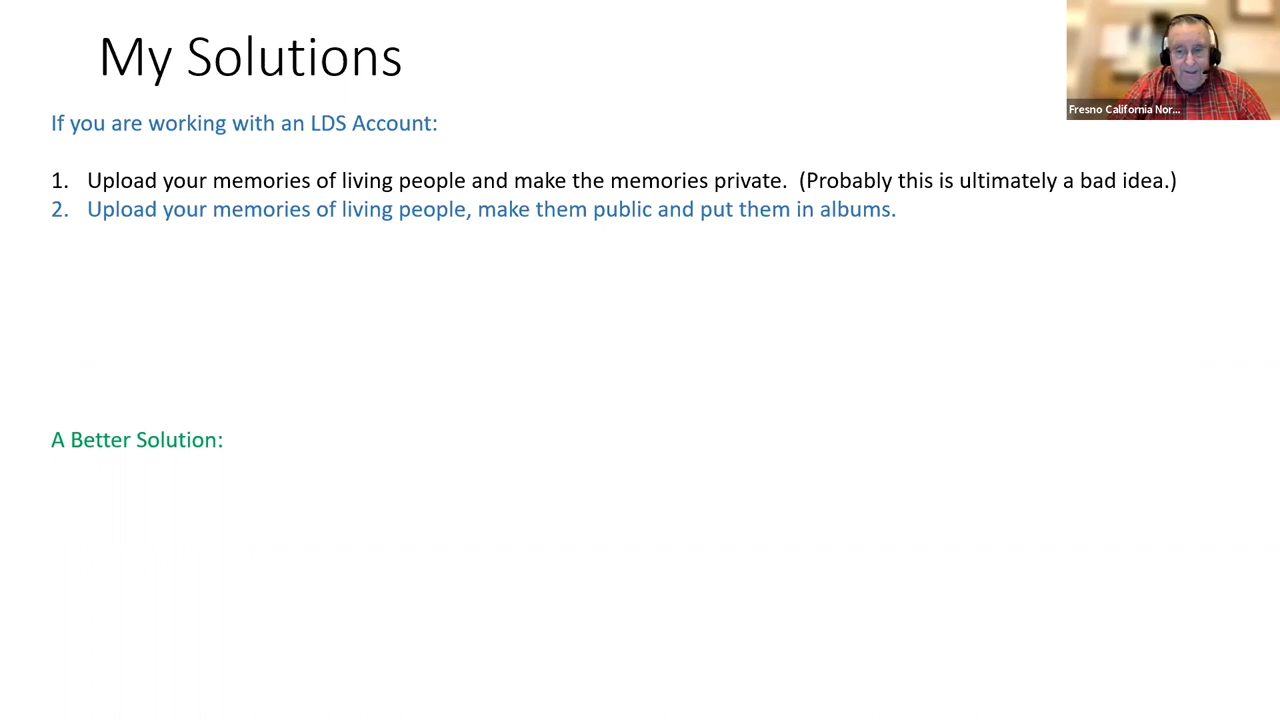 My Solutions
Fresno California Nor...
If you are working with an LDS Account:
1. Upload your memories of living people and make the memories private. (Probably this is ultimately a bad idea.)
2. Upload your memories of living people, make them public and put them in albums.
A Better Solution: